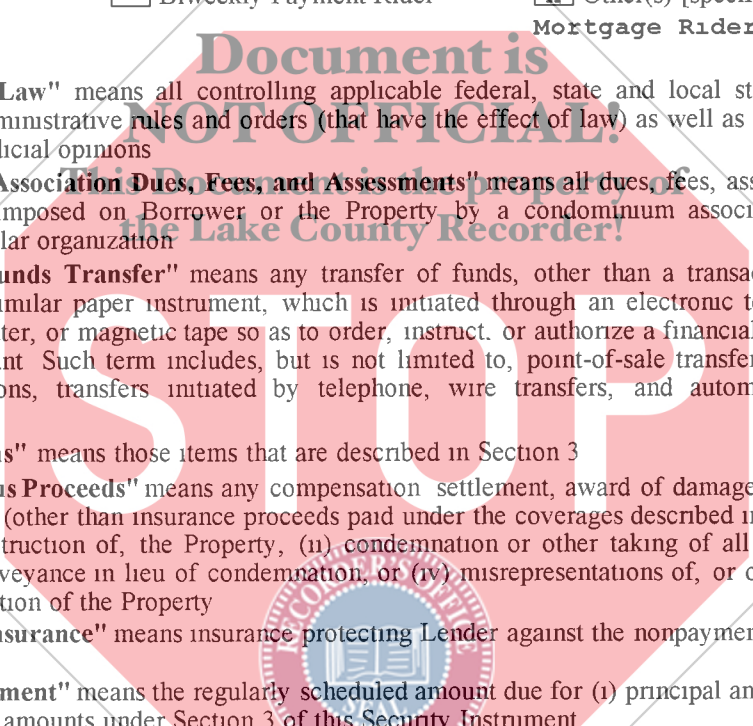 Biweekly Payment Rider
Other(s) [specif
Mortgage Rider
Document is
Law" means all controlling applicable federal, state and local st
ministrative rules and orders (that have the effect of law) as well as
NOT OFFICIAL!
licial opinions
Association Dues, Fees, and Assessments" means all dues, fees, ass
This Document is the property of
imposed on Borrower or the Property by a condominium associ
the Lake County Recorder!
lar organization
unds Transfer" means any transfer of funds, other than a transac
imilar paper instrument, which is initiated through an electronic te
ter, or magnetic tape so as to order, instruct. or authorize a financial
nt Such term includes, but is not limited to, point-of-sale transfer
ons, transfers initiated by telephone, wire transfers, and autom
STOP
s" means those items that are described in Section 3
us Proceeds" means any compensation settlement, award of damage
(other than insurance proceeds paid under the coverages described in
truction of, the Property, (ii) condemnation or other taking of all
veyance in lieu of condemnation, or (iv) misrepresentations of, or o
tion of the Property
nsurance" means insurance protecting Lender against the nonpaymen
RECORDER'S OFFICE
ment" means the regularly scheduled amount due for (i) principal an
SEAL
amounts under Section 3 of this Security Instrument